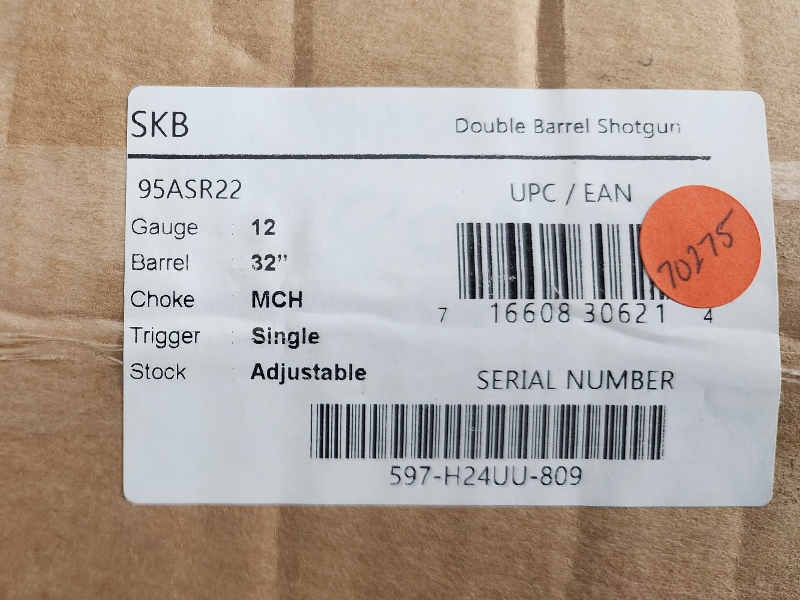 SKB Double Barrel Shotgun
95ASR22
UPC / EAN
Gauge : 12
Barrel : 32”
Choke : MCH
Trigger : Single
Stock : Adjustable
70275
7 16608 30621 4
SERIAL NUMBER
597-H24UU-809